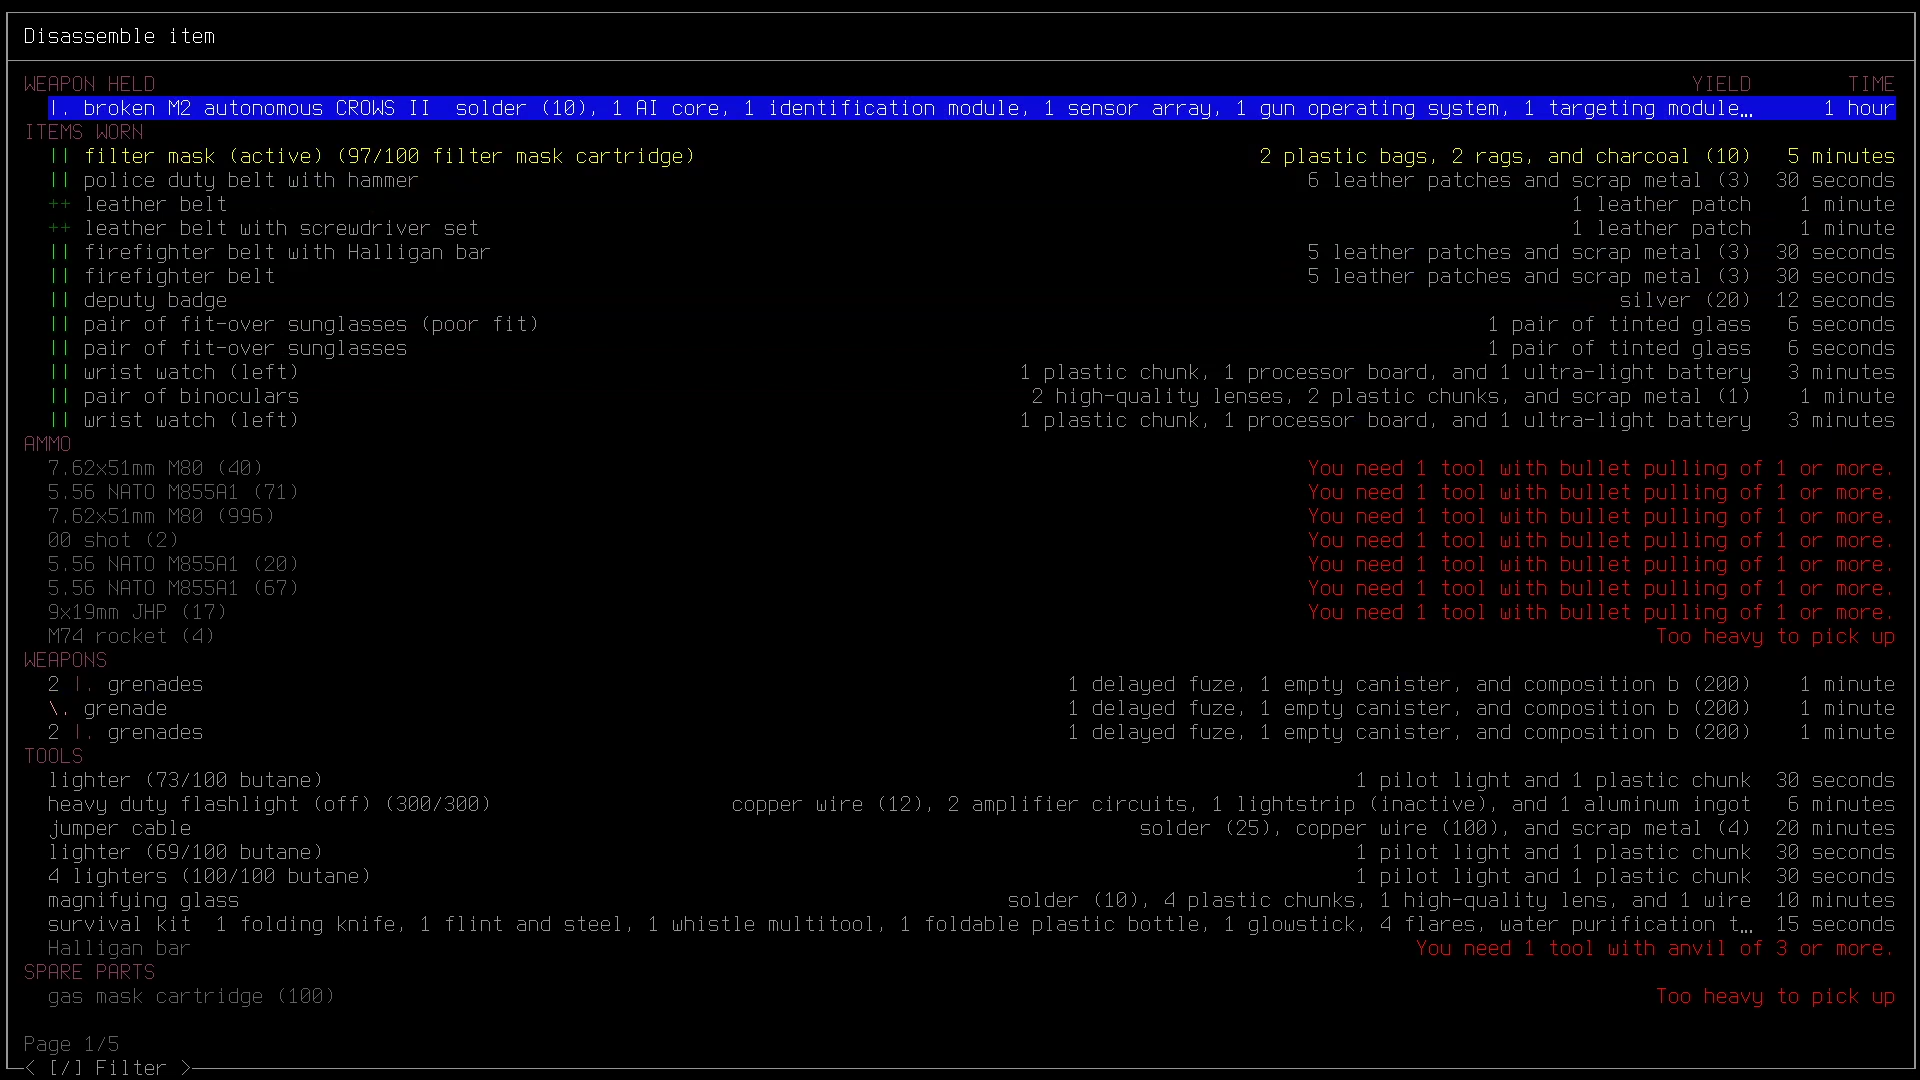 Disassemble item
WEAPON HELD YIELD TIME
|. broken M2 autonomous CROWS II solder (10), 1 AI core, 1 identification module, 1 sensor array, 1 gun operating system, 1 targeting module… 1 hour
ITEMS WORN
|| filter mask (active) (97/100 filter mask cartridge) 2 plastic bags, 2 rags, and charcoal (10) 5 minutes
|| police duty belt with hammer 6 leather patches and scrap metal (3) 30 seconds
++ leather belt 1 leather patch 1 minute
++ leather belt with screwdriver set 1 leather patch 1 minute
|| firefighter belt with Halligan bar 5 leather patches and scrap metal (3) 30 seconds
|| firefighter belt 5 leather patches and scrap metal (3) 30 seconds
|| deputy badge silver (20) 12 seconds
|| pair of fit-over sunglasses (poor fit) 1 pair of tinted glass 6 seconds
|| pair of fit-over sunglasses 1 pair of tinted glass 6 seconds
|| wrist watch (left) 1 plastic chunk, 1 processor board, and 1 ultra-light battery 3 minutes
|| pair of binoculars 2 high-quality lenses, 2 plastic chunks, and scrap metal (1) 1 minute
|| wrist watch (left) 1 plastic chunk, 1 processor board, and 1 ultra-light battery 3 minutes
AMMO
7.62x51mm M80 (40) You need 1 tool with bullet pulling of 1 or more.
5.56 NATO M855A1 (71) You need 1 tool with bullet pulling of 1 or more.
7.62x51mm M80 (996) You need 1 tool with bullet pulling of 1 or more.
00 shot (2) You need 1 tool with bullet pulling of 1 or more.
5.56 NATO M855A1 (20) You need 1 tool with bullet pulling of 1 or more.
5.56 NATO M855A1 (67) You need 1 tool with bullet pulling of 1 or more.
9x19mm JHP (17) You need 1 tool with bullet pulling of 1 or more.
M74 rocket (4) Too heavy to pick up
WEAPONS
2 |. grenades 1 delayed fuze, 1 empty canister, and composition b (200) 1 minute
\. grenade 1 delayed fuze, 1 empty canister, and composition b (200) 1 minute
2 |. grenades 1 delayed fuze, 1 empty canister, and composition b (200) 1 minute
TOOLS
lighter (73/100 butane) 1 pilot light and 1 plastic chunk 30 seconds
heavy duty flashlight (off) (300/300) copper wire (12), 2 amplifier circuits, 1 lightstrip (inactive), and 1 aluminum ingot 6 minutes
jumper cable solder (25), copper wire (100), and scrap metal (4) 20 minutes
lighter (69/100 butane) 1 pilot light and 1 plastic chunk 30 seconds
4 lighters (100/100 butane) 1 pilot light and 1 plastic chunk 30 seconds
magnifying glass solder (10), 4 plastic chunks, 1 high-quality lens, and 1 wire 10 minutes
survival kit 1 folding knife, 1 flint and steel, 1 whistle multitool, 1 foldable plastic bottle, 1 glowstick, 4 flares, water purification t… 15 seconds
Halligan bar You need 1 tool with anvil of 3 or more.
SPARE PARTS
gas mask cartridge (100) Too heavy to pick up
Page 1/5
< [/] Filter >